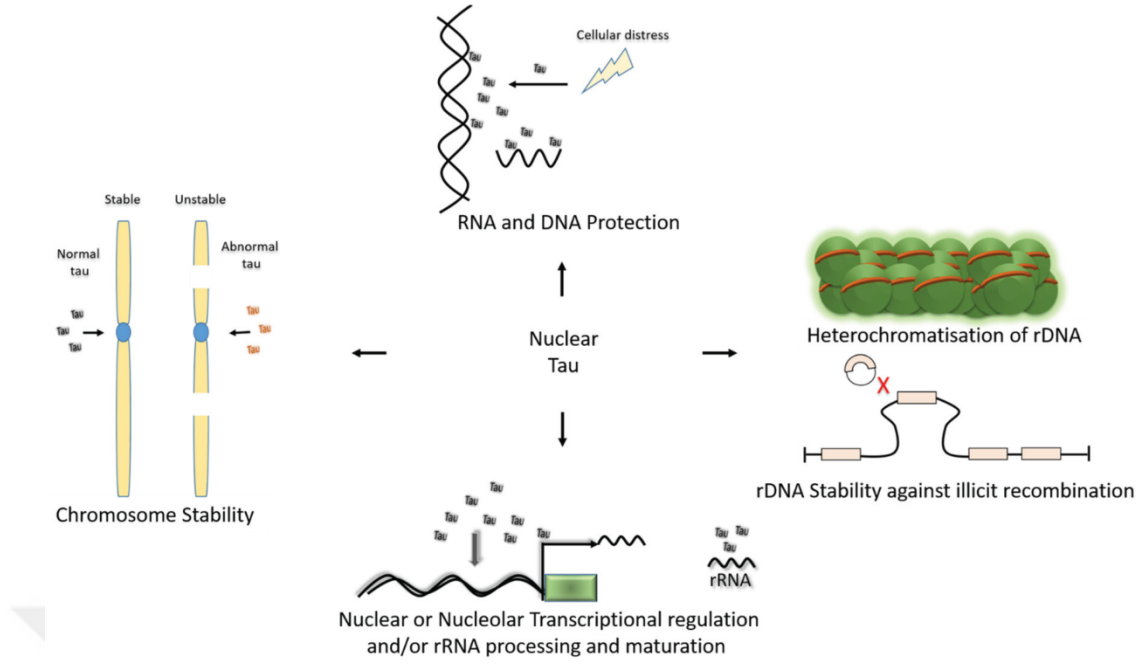 Cellular distress
Tau
Tau
Tau
Tau
Tau
Tau
Tau
Tau
Tau
RNA and DNA Protection
Stable
Unstable
Normal
tau
Abnormal
tau
Tau
Tau
Tau
Tau
Tau
Tau
Chromosome Stability
Nuclear
Tau
Heterochromatisation of rDNA
X
rDNA Stability against illicit recombination
Tau
Tau
Tau
Tau
Tau
Tau
Tau
Tau
Tau
Tau
Tau
Tau
rRNA
Nuclear or Nucleolar Transcriptional regulation
and/or rRNA processing and maturation